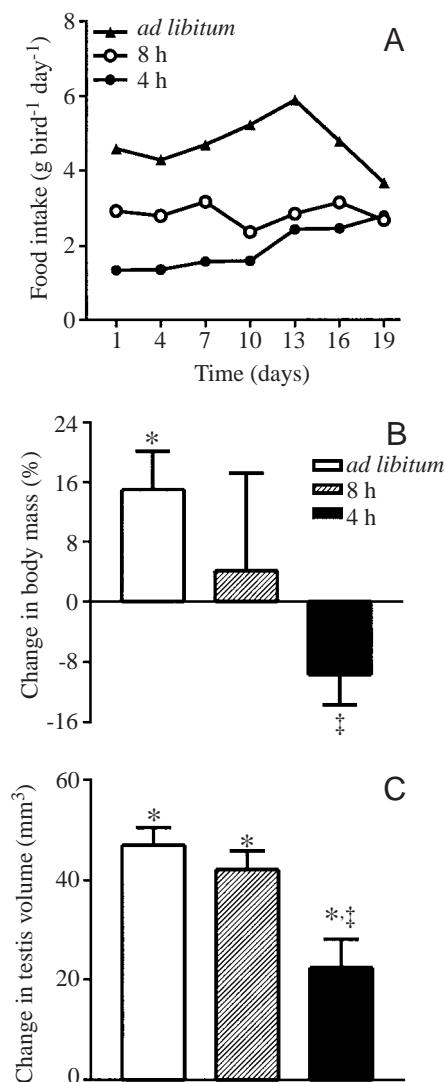 A
ad libitum
8 h
4 h
Food intake (g bird-1 day-1)
8
6
4
2
0
1 4 7 10 13 16 19
Time (days)
B
ad libitum
8 h
4 h
Change in body mass (%)
24
16
8
0
-8
-16
*
‡
C
Change in testis volume (mm3)
60
40
20
0
*
*
*,‡